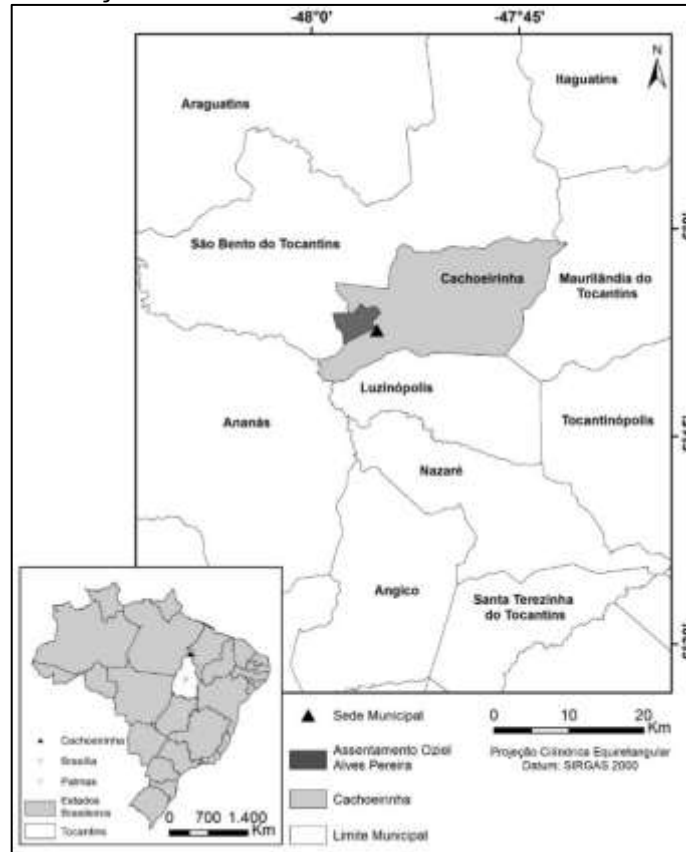 -48°0' -47°45'
N
Itaguatins
Araguatins
São Bento do Tocantins
Cachoeirinha
Maurilândia do
Tocantins
Luzinópolis
Ananás
Tocantinópolis
Nazaré
Angico
Santa Terezinha
do Tocantins
Cachoeirinha
Brasília
Palmas
Estados
Brasileiros
Tocantins
0 700 1.400
Km
Sede Municipal
Assentamento Oziel
Alves Pereira
Cachoeirinha
Limite Municipal
0 10 20
Km
Projeção Cilíndrica Equiretangular
Datum: SIRGAS 2000